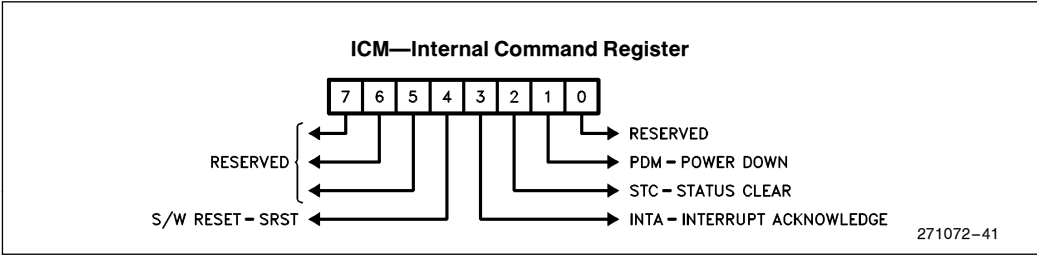 ICM—Internal Command Register
7 6 5 4 3 2 1 0
RESERVED
RESERVED
PDM – POWER DOWN
STC – STATUS CLEAR
S/W RESET – SRST
INTA – INTERRUPT ACKNOWLEDGE
271072–41